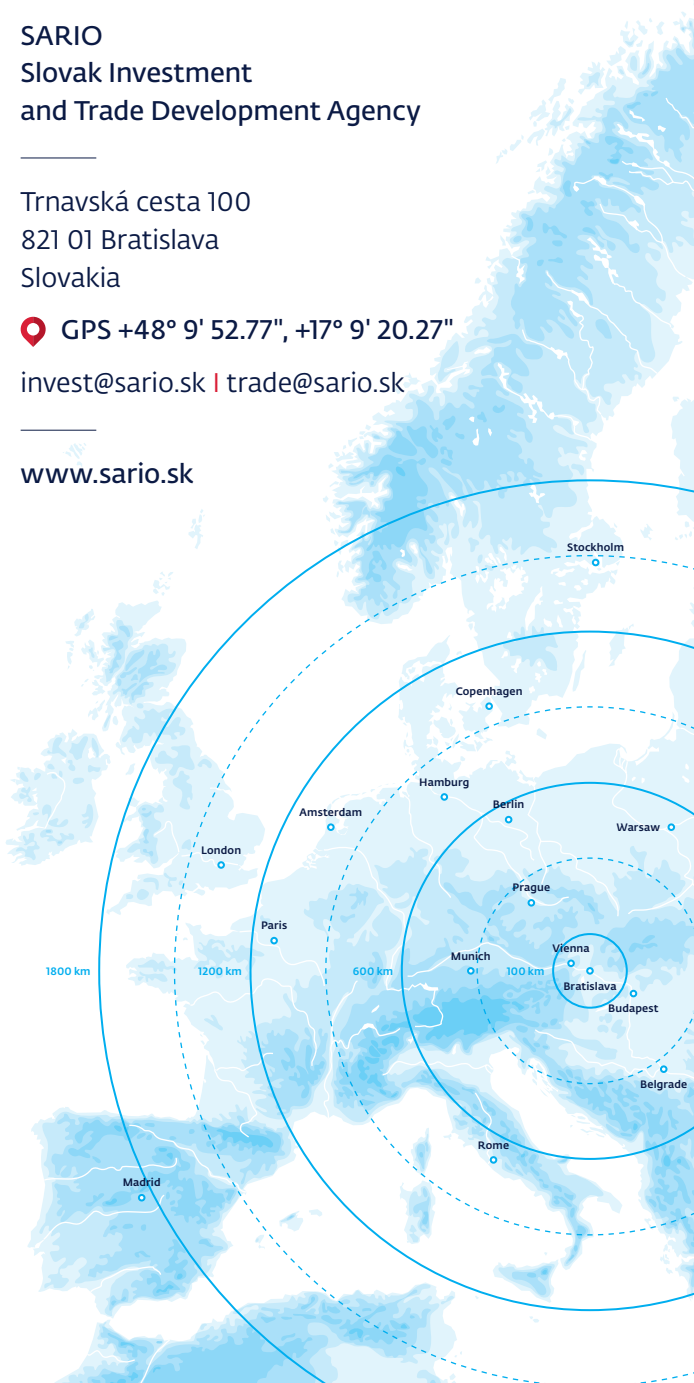 SARIO
Slovak Investment
and Trade Development Agency
Trnavská cesta 100
821 01 Bratislava
Slovakia
GPS +48° 9' 52.77", +17° 9' 20.27"
invest@sario.sk I trade@sario.sk
www.sario.sk
Stockholm
Copenhagen
Hamburg
Berlin
Amsterdam
Warsaw
London
Prague
Paris
Vienna
Munich
1800 km
1200 km
600 km
100 km
Bratislava
Budapest
Belgrade
Rome
Madrid